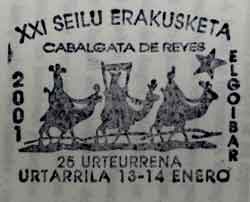 XXI SEILU ERAKUSKETA
CABALGATA DE REYES
2001
ELGOIBAR
25 URTEURRENA
URTARRILA 13-14 ENERO